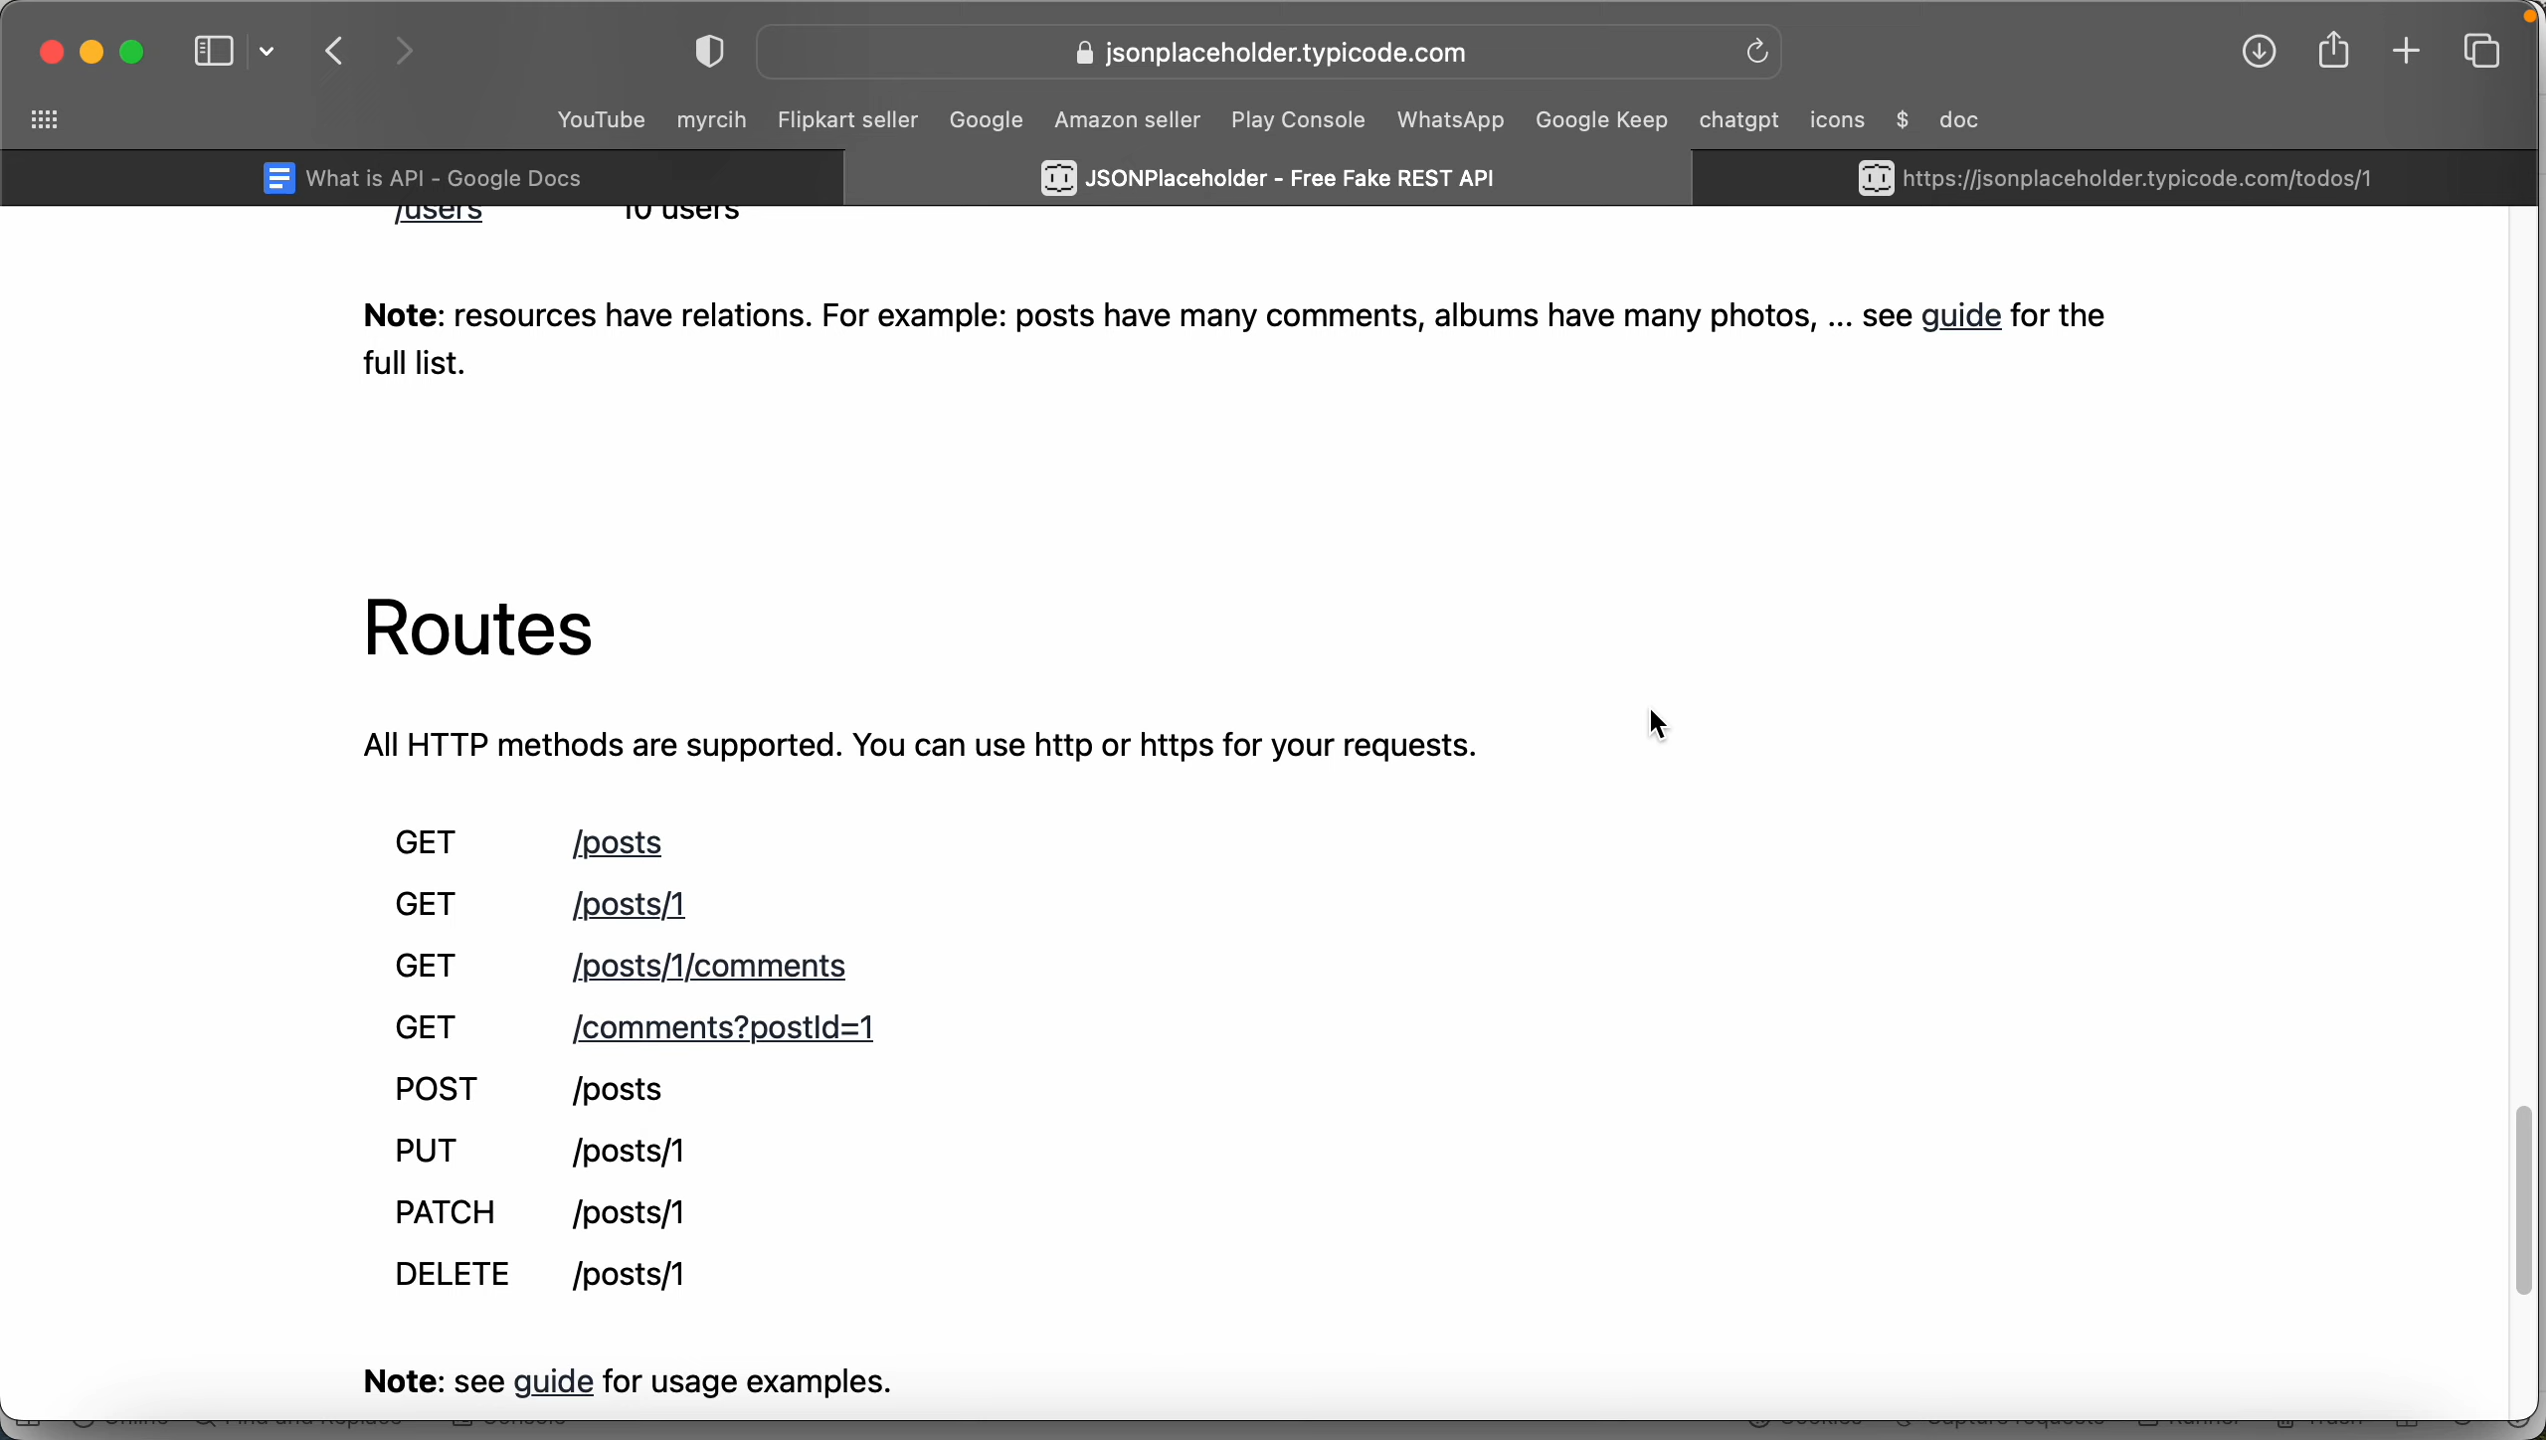 jsonplaceholder.typicode.com
YouTube myrcih Flipkart seller Google Amazon seller Play Console WhatsApp Google Keep chatgpt icons $ doc
What is API - Google Docs
JSONPlaceholder - Free Fake REST API
https://jsonplaceholder.typicode.com/todos/1
/users 10 users
Note: resources have relations. For example: posts have many comments, albums have many photos, ... see guide for the
full list.
Routes
All HTTP methods are supported. You can use http or https for your requests.
GET /posts
GET /posts/1
GET /posts/1/comments
GET /comments?postId=1
POST /posts
PUT /posts/1
PATCH /posts/1
DELETE /posts/1
Note: see guide for usage examples.